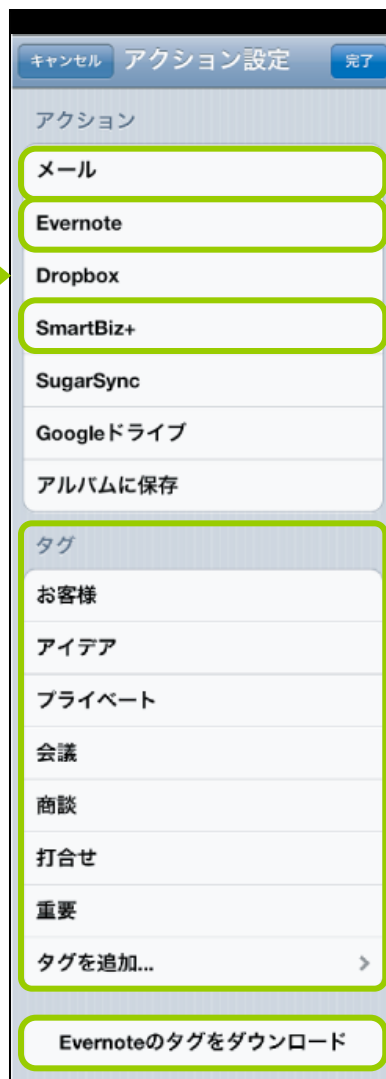 キャンセル アクション設定 完了
アクション
メール
Evernote
Dropbox
SmartBiz+
SugarSync
Googleドライブ
アルバムに保存
タグ
お客様
アイデア
プライベート
会議
商談
打合せ
重要
タグを追加...
Evernoteのタグをダウンロード